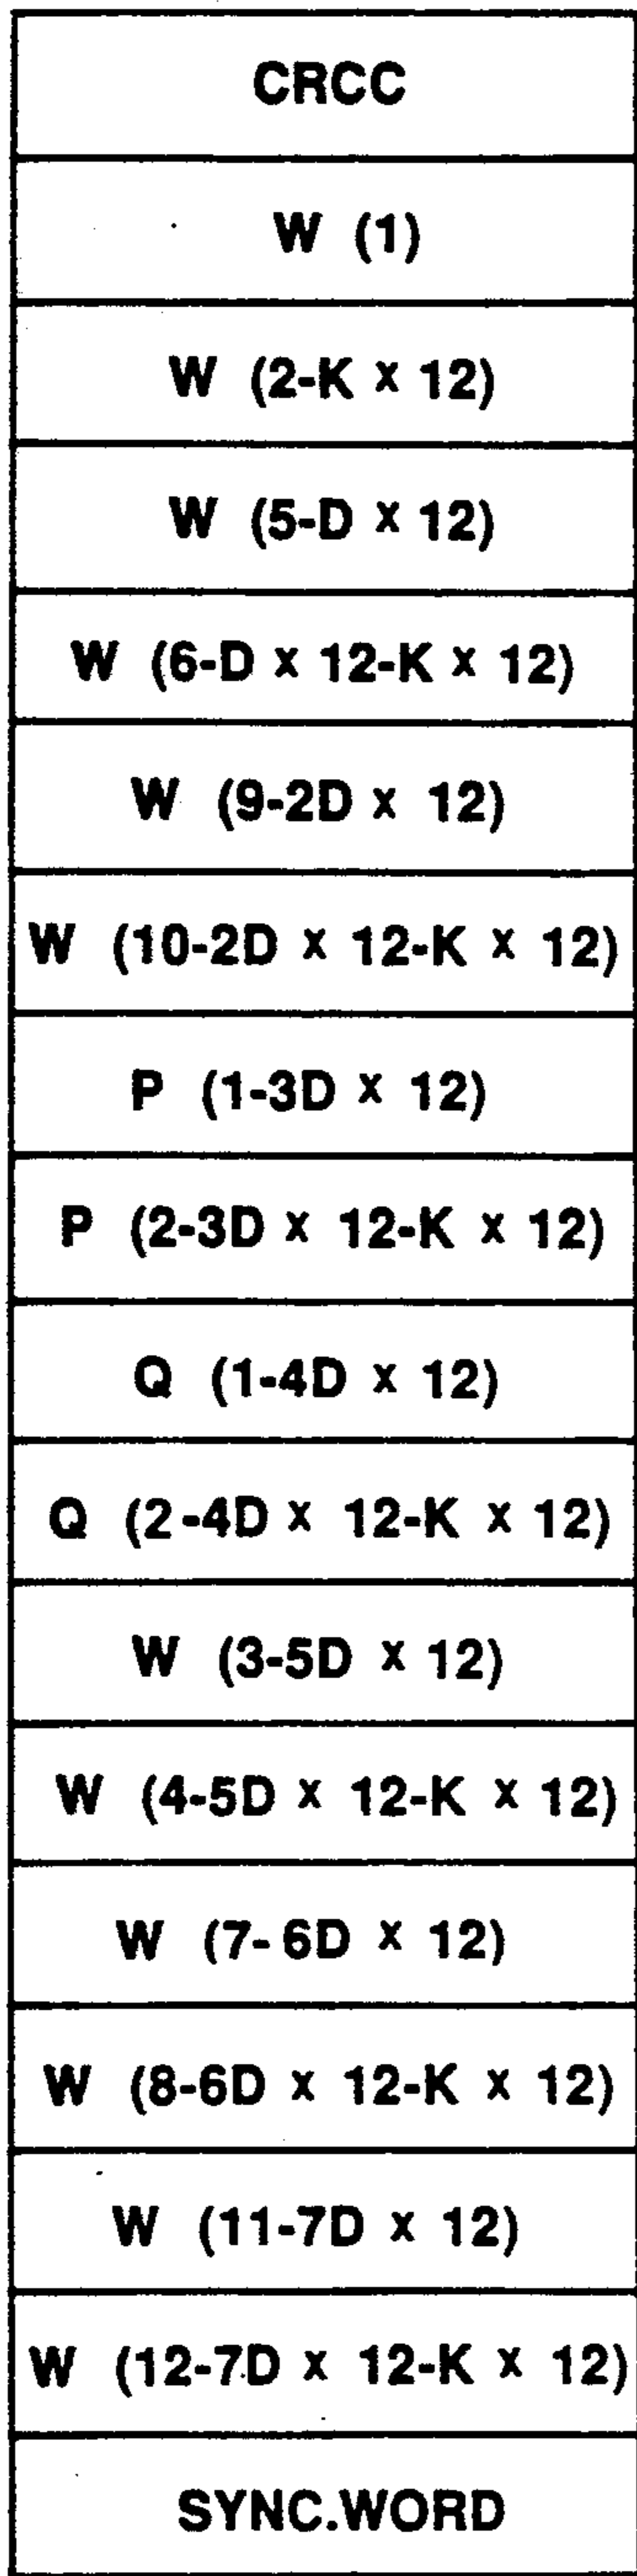 CRCC
W (1)
W (2-K x 12)
W (5-D x 12)
W (6-D x 12-K x 12)
W (9-2D x 12)
W (10-2D x 12-K x 12)
P (1-3D x 12)
P (2-3D x 12-K x 12)
Q (1-4D x 12)
Q (2-4D x 12-K x 12)
W (3-5D x 12)
W (4-5D x 12-K x 12)
W (7-6D x 12)
W (8-6D x 12-K x 12)
W (11-7D x 12)
W (12-7D x 12-K x 12)
SYNC.WORD